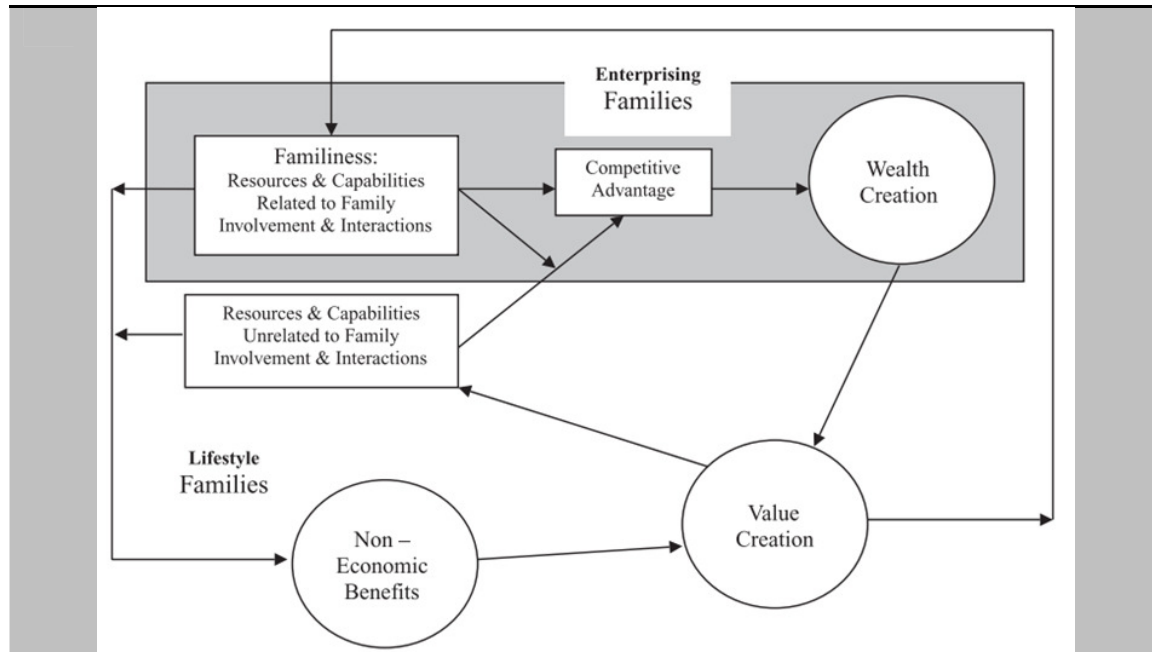 Enterprising
Families
Familiness:
Resources & Capabilities
Related to Family
Involvement & Interactions
Competitive
Advantage
Wealth
Creation
Resources & Capabilities
Unrelated to Family
Involvement & Interactions
Lifestyle
Families
Non –
Economic
Benefits
Value
Creation